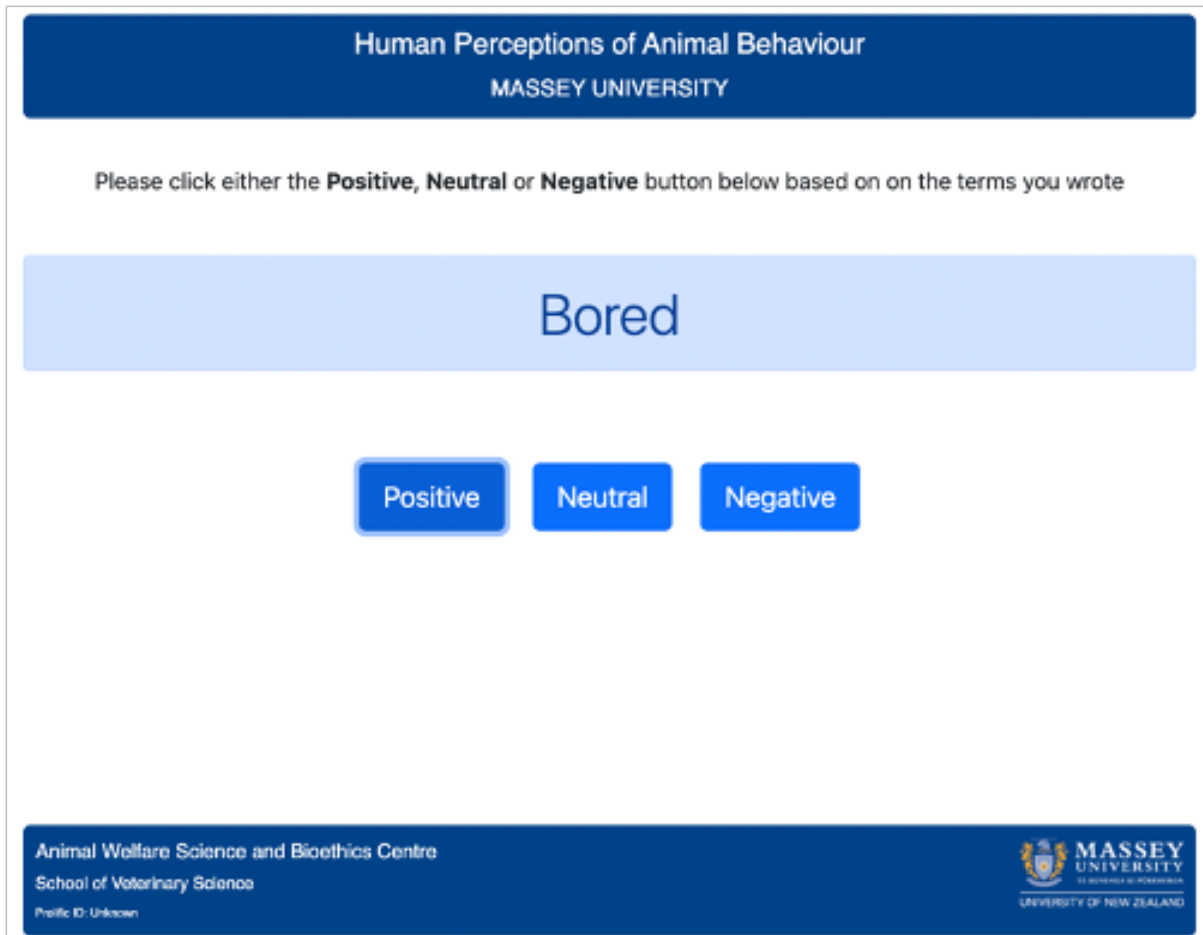 Human Perceptions of Animal Behaviour
MASSEY UNIVERSITY
Please click either the Positive, Neutral or Negative button below based on on the terms you wrote
Bored
Positive Neutral Negative
Animal Welfare Science and Bioethics Centre
School of Veterinary Science
Prolific ID: Unknown
MASSEY
UNIVERSITY
UNIVERSITY OF NEW ZEALAND